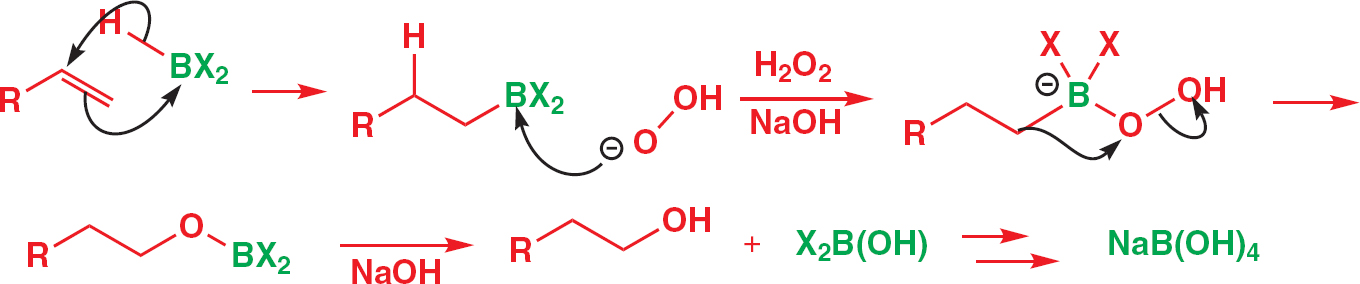 H
R BX₂
H
R BX₂ ⊖ O OH
H₂O₂
NaOH
X X
⊖ B
R O OH
R O BX₂
NaOH
R OH + X₂B(OH) NaB(OH)₄